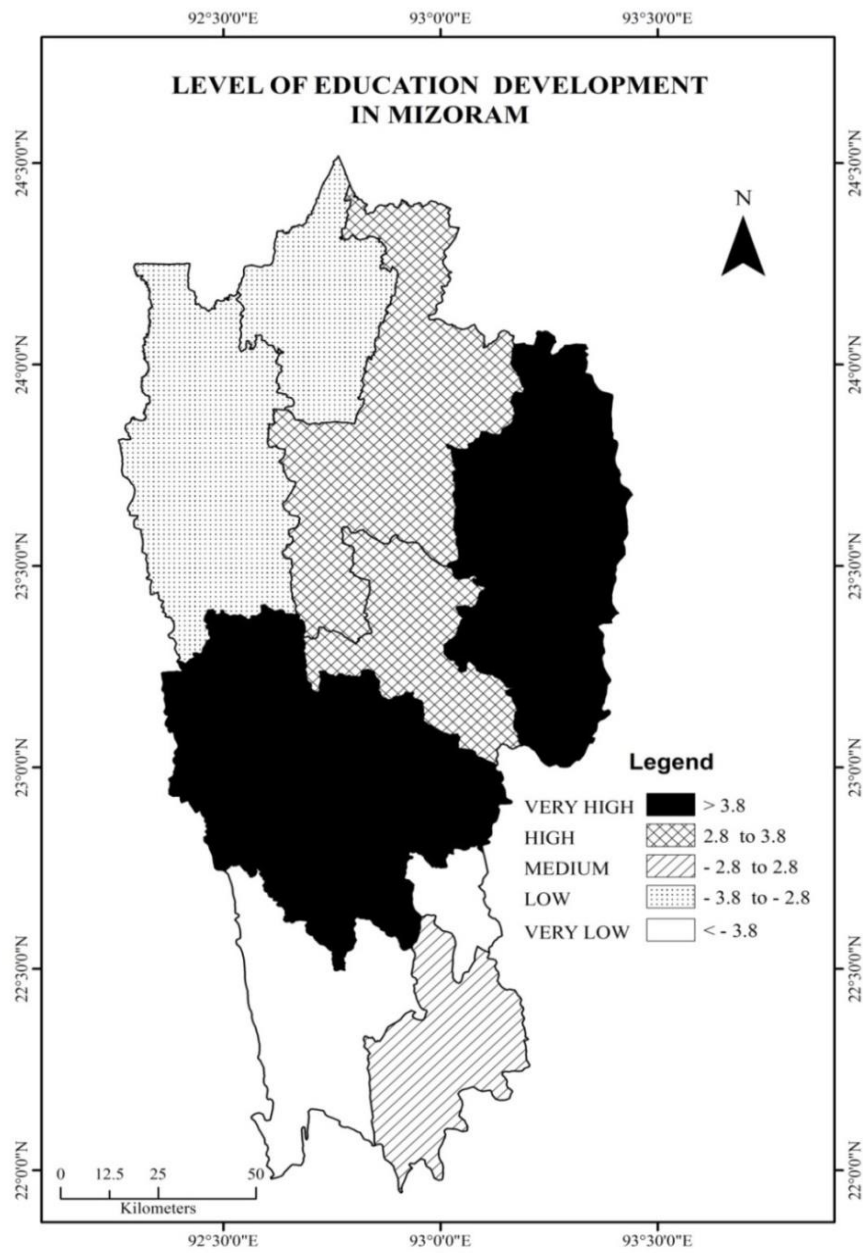 92°30'0"E 93°0'0"E 93°30'0"E
LEVEL OF EDUCATION DEVELOPMENT
IN MIZORAM
N
24°30'0"N 24°30'0"N
24°0'0"N 24°0'0"N
23°30'0"N 23°30'0"N
23°0'0"N 23°0'0"N
Legend
VERY HIGH > 3.8
HIGH 2.8 to 3.8
MEDIUM - 2.8 to 2.8
LOW - 3.8 to - 2.8
VERY LOW < - 3.8
22°30'0"N 22°30'0"N
22°0'0"N 22°0'0"N
0 12.5 25 50
Kilometers
92°30'0"E 93°0'0"E 93°30'0"E